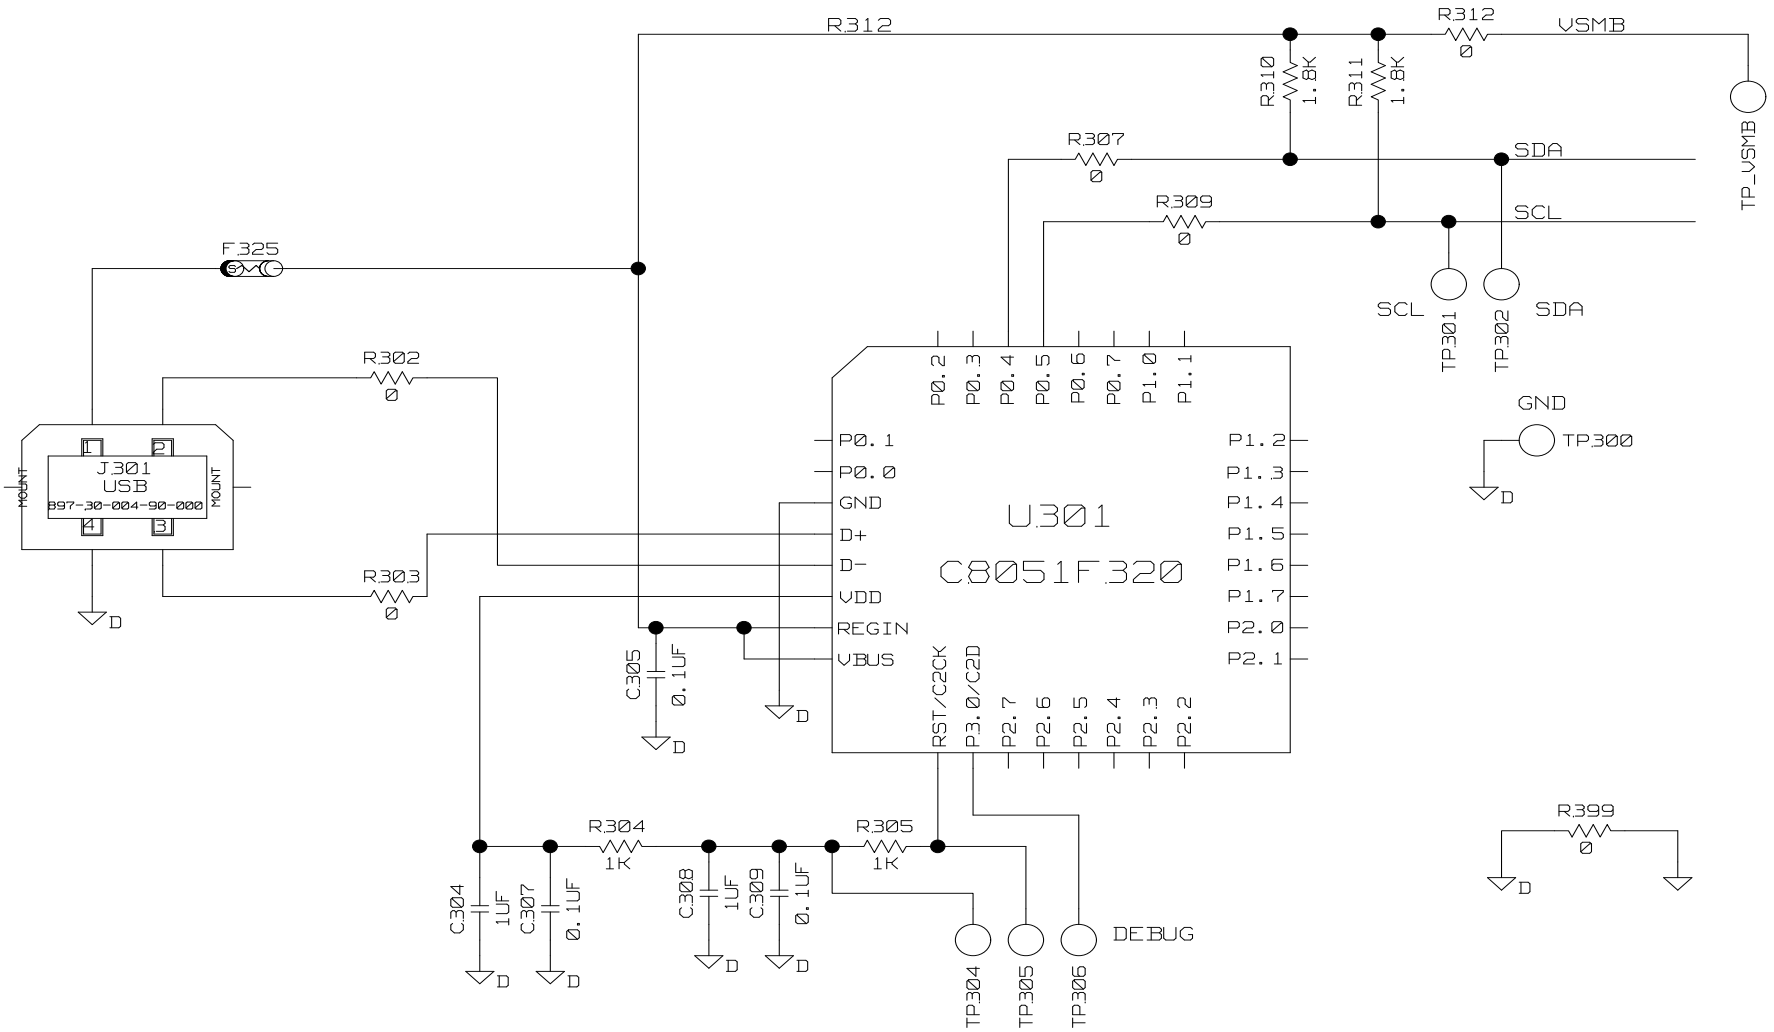 R312
R312
0
VSMB
R310
1.8K
R311
1.8K
TP_VSMB
R307
0
SDA
R309
0
SCL
F325
S
SCL
SDA
TP301
TP302
R302
0
P0.2
P0.3
P0.4
P0.5
P0.6
P0.7
P1.0
P1.1
GND
TP300
D
1
2
MOUNT
J301
USB
MOUNT
897-30-004-90-000
4
3
D
P0.1
P0.0
GND
D+
D-
VDD
REGIN
VBUS
U301
C8051F320
P1.2
P1.3
P1.4
P1.5
P1.6
P1.7
P2.0
P2.1
R303
0
C305
0.1UF
D
D
RST/C2CK
P3.0/C2D
P2.7
P2.6
P2.5
P2.4
P2.3
P2.2
R304
1K
R305
1K
R399
0
D
C304
1UF
C307
0.1UF
C308
1UF
C309
0.1UF
D
D
D
D
DEBUG
TP304
TP305
TP306